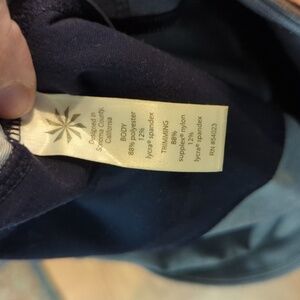 Designed in
Sonoma County,
California
BODY
88% polyester
12%
lycra® spandex
TRIMMING
88%
supplex® nylon
12%
lycra® spandex
RN #54023